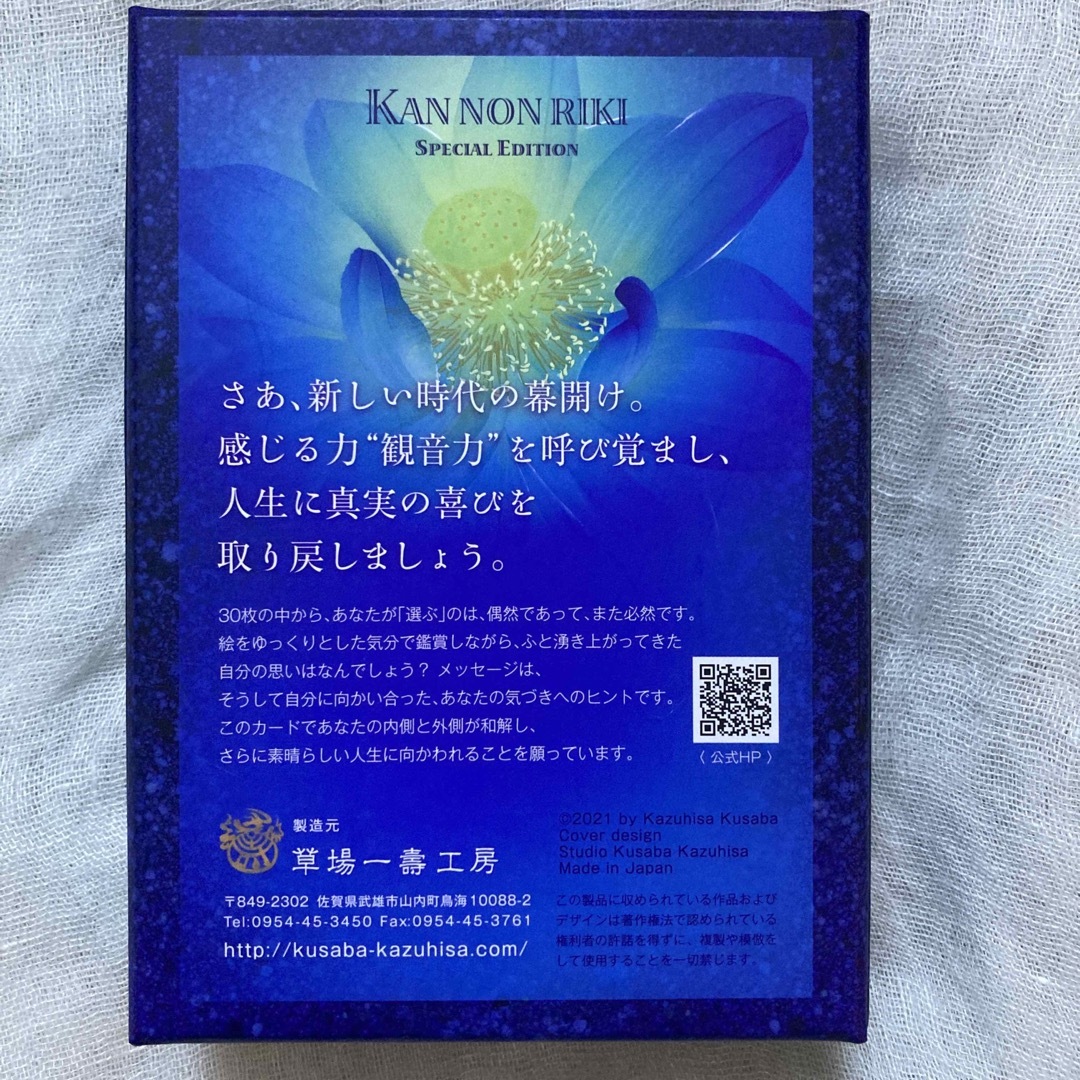 KAN NON RIKI
SPECIAL EDITION
さあ、新しい時代の幕開け。
感じる力“観音力”を呼び覚まし、
人生に真実の喜びを
取り戻しましょう。
30枚の中から、あなたが「選ぶ」のは、偶然であって、また必然です。
絵をゆっくりとした気分で鑑賞しながら、ふと湧き上がってきた
自分の思いはなんでしょう？ メッセージは、
そうして自分に向かい合った、あなたの気づきへのヒントです。
このカードであなたの内側と外側が和解し、
さらに素晴らしい人生に向かわれることを願っています。
〈 公式HP 〉
製造元
草場一壽工房
〒849-2302 佐賀県武雄市山内町鳥海10088-2
Tel:0954-45-3450 Fax:0954-45-3761
http://kusaba-kazuhisa.com/
©2021 by Kazuhisa Kusaba
Cover design
Studio Kusaba Kazuhisa
Made in Japan
この製品に収められている作品および
デザインは著作権法で認められている
権利者の許諾を得ずに、複製や模倣を
して使用することを一切禁じます。